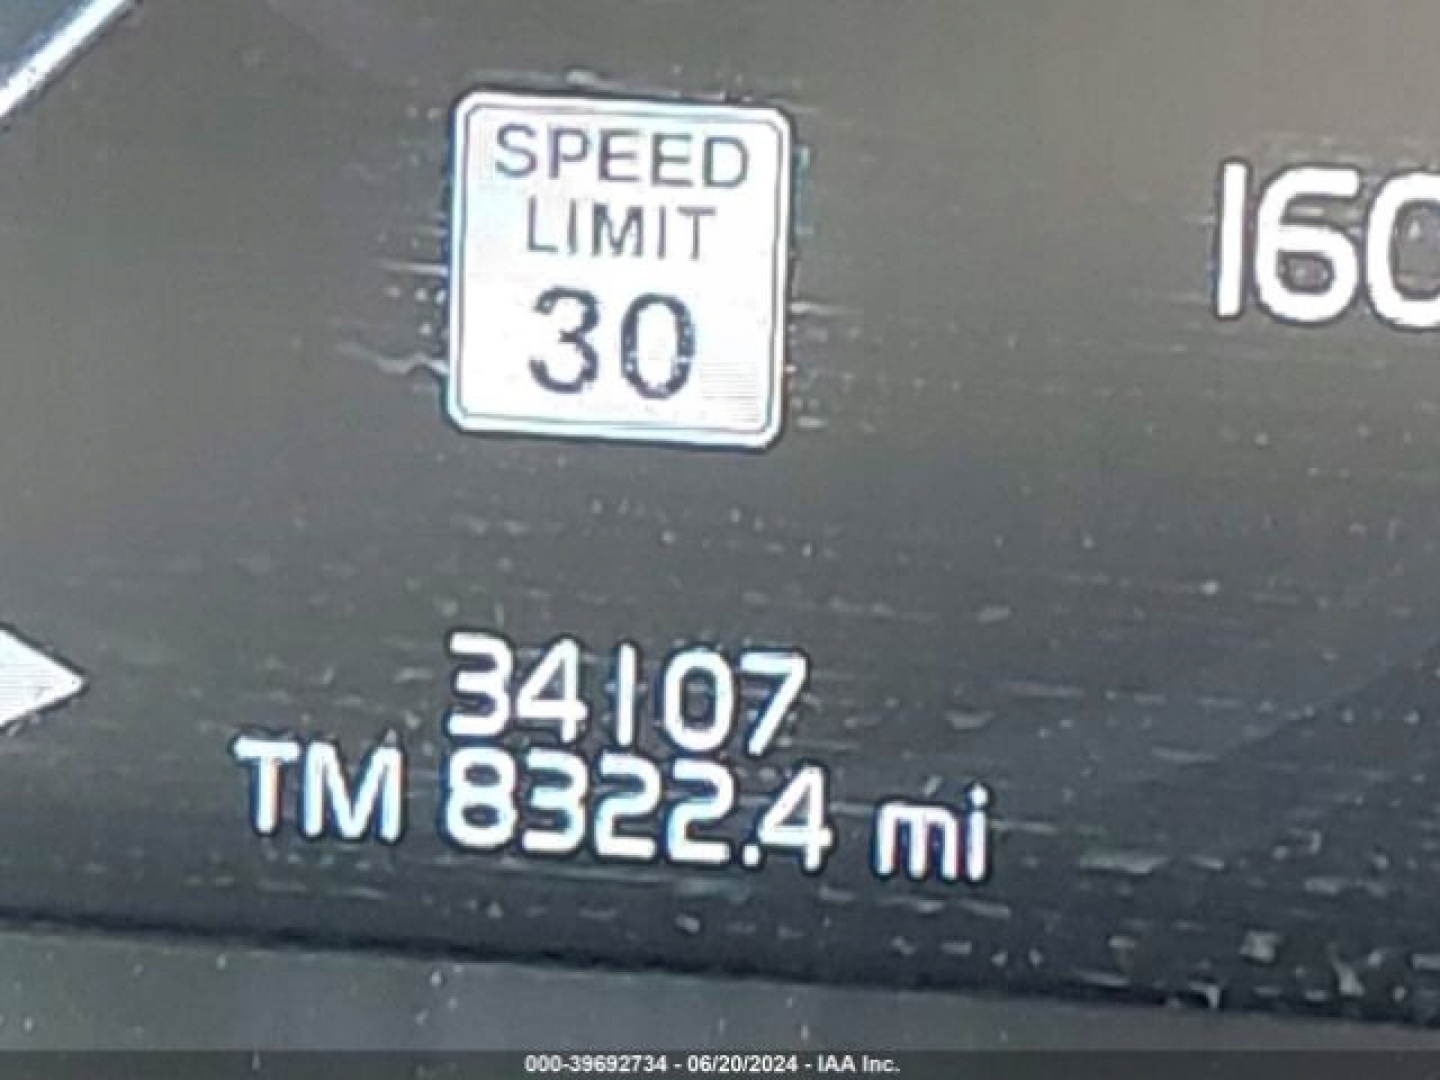 SPEED
LIMIT
30
160
34107
TM 8322.4 mi
000-39692734 - 06/20/2024 - IAA Inc.